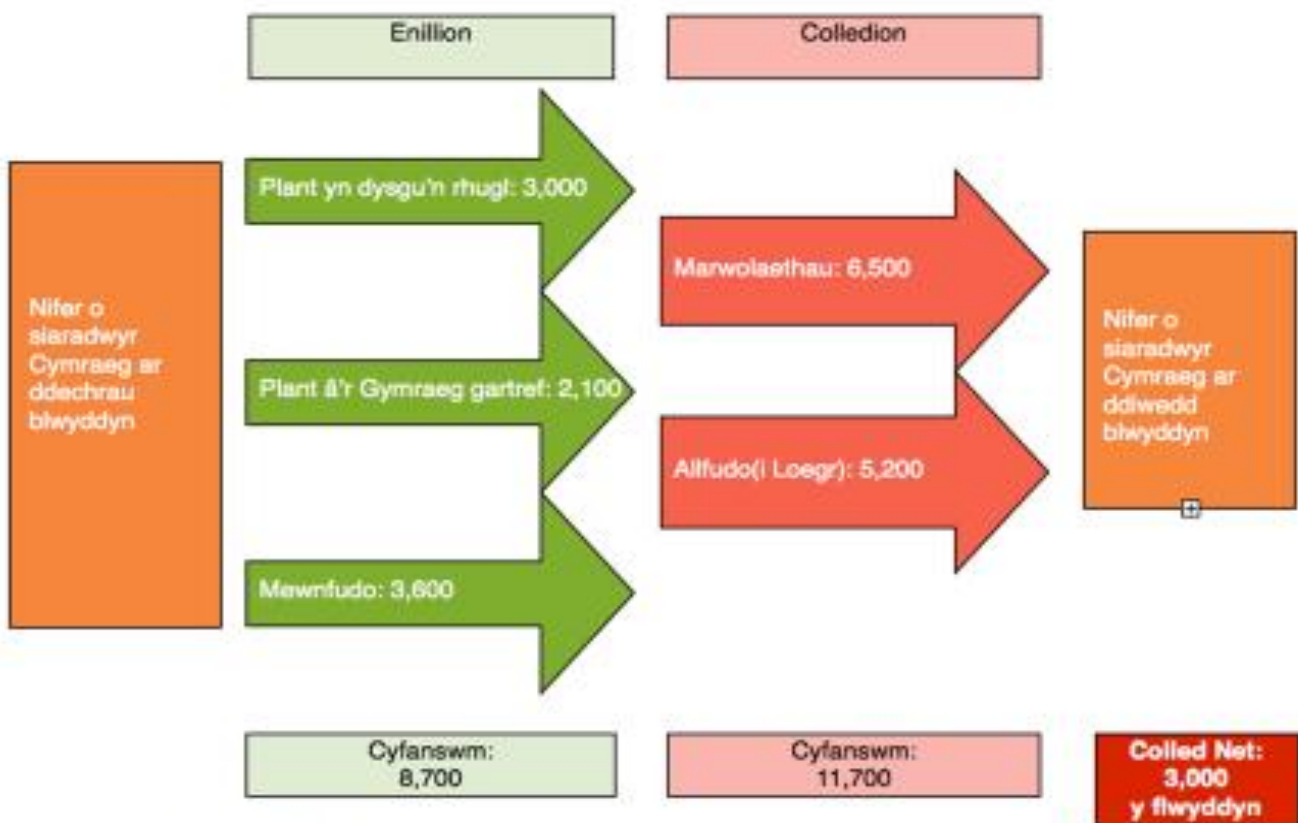 Enillion
Colledion
Nifer o
siaradwyr
Cymraeg ar
ddechrau
blwyddyn
Plant yn dysgu'n rhugl: 3,000
Plant â'r Gymraeg gartref: 2,100
Mewnfudo: 3,600
Marwolaethau: 6,500
Allfudo(i Loegr): 5,200
Nifer o
siaradwyr
Cymraeg ar
ddiwedd
blwyddyn
Cyfanswm:
8,700
Cyfanswm:
11,700
Colled Net:
3,000
y flwyddyn